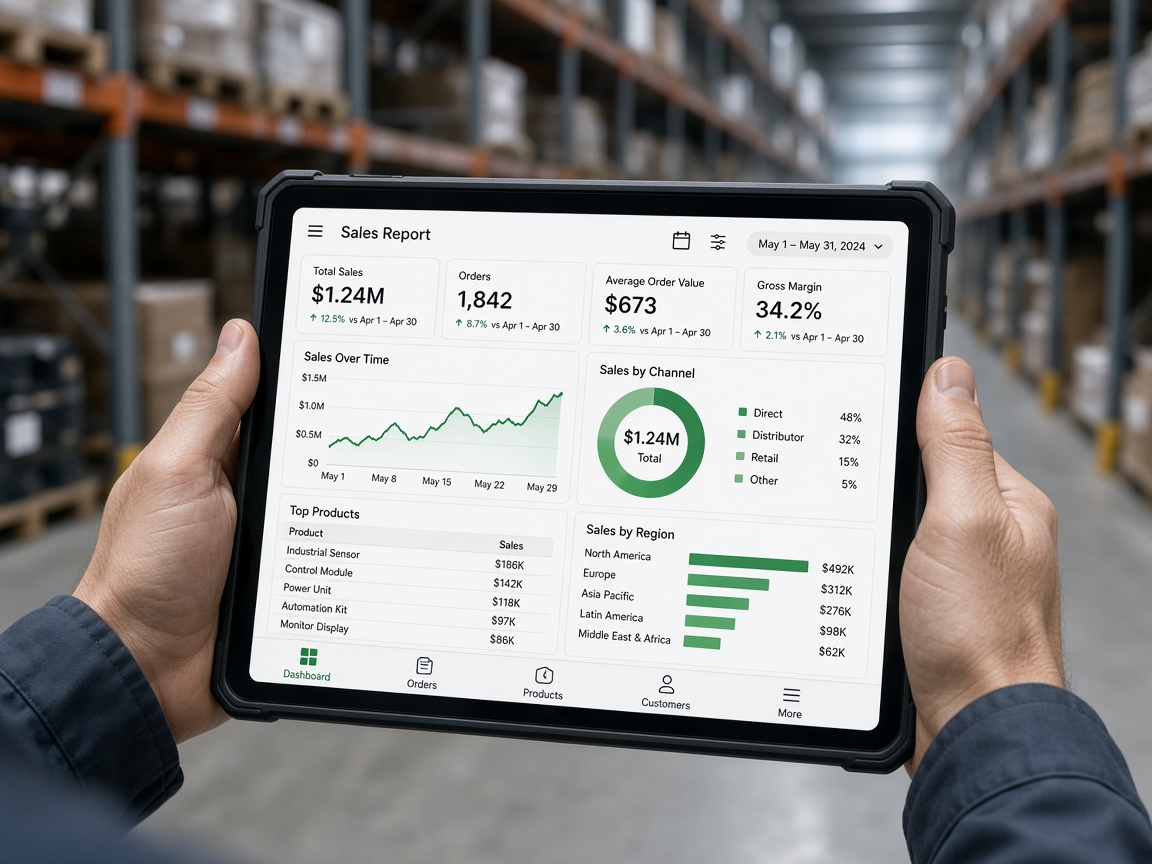 Sales Report
May 1 – May 31, 2024
Total Sales
$1.24M
↑ 12.5% vs Apr 1 – Apr 30
Orders
1,842
↑ 8.7% vs Apr 1 – Apr 30
Average Order Value
$673
↑ 3.6% vs Apr 1 – Apr 30
Gross Margin
34.2%
↑ 2.1% vs Apr 1 – Apr 30
Sales Over Time
$1.5M
$1.0M
$0.5M
$0
May 1 May 8 May 15 May 22 May 29
Sales by Channel
$1.24M
Total
Direct 48%
Distributor 32%
Retail 15%
Other 5%
Top Products
Product Sales
Industrial Sensor $186K
Control Module $142K
Power Unit $118K
Automation Kit $97K
Monitor Display $86K
Sales by Region
North America $492K
Europe $312K
Asia Pacific $276K
Latin America $98K
Middle East & Africa $62K
Dashboard
Orders
Products
Customers
More